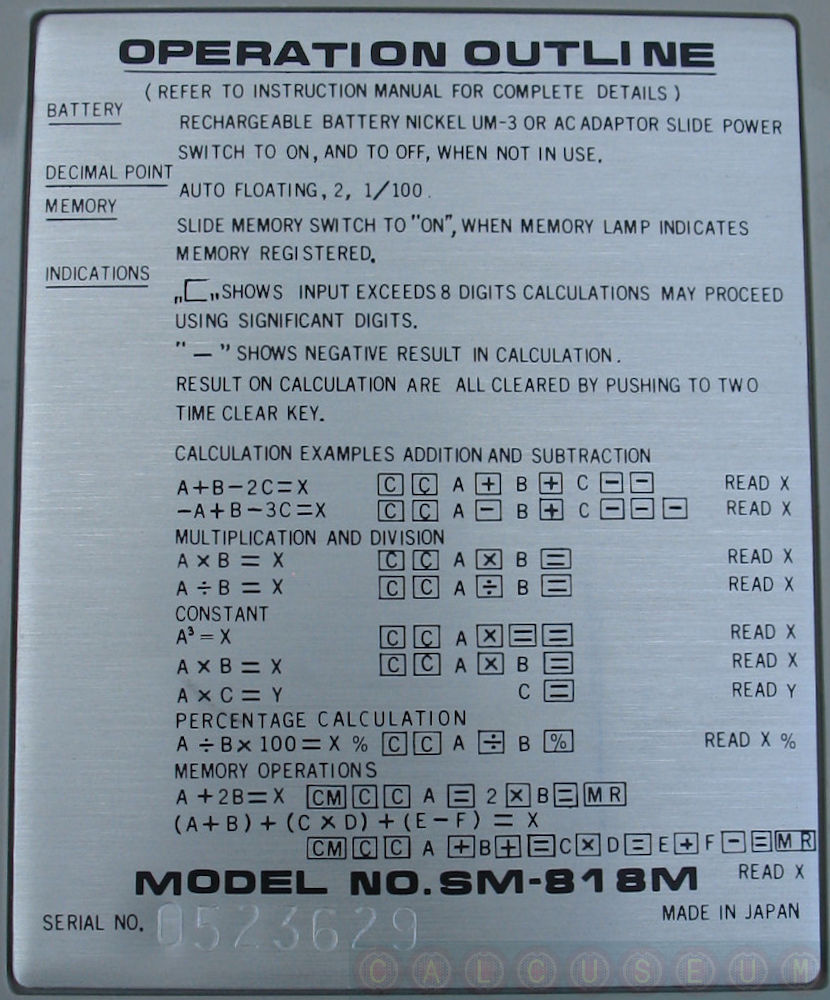 OPERATION OUTLINE
( REFER TO INSTRUCTION MANUAL FOR COMPLETE DETAILS )
BATTERY
RECHARGEABLE BATTERY NICKEL UM-3 OR AC ADAPTOR SLIDE POWER
SWITCH TO ON, AND TO OFF, WHEN NOT IN USE.
DECIMAL POINT
AUTO FLOATING, 2, 1/100.
MEMORY
SLIDE MEMORY SWITCH TO "ON", WHEN MEMORY LAMP INDICATES
MEMORY REGISTERED.
INDICATIONS
„⊏„ SHOWS INPUT EXCEEDS 8 DIGITS CALCULATIONS MAY PROCEED
USING SIGNIFICANT DIGITS.
" — " SHOWS NEGATIVE RESULT IN CALCULATION.
RESULT ON CALCULATION ARE ALL CLEARED BY PUSHING TO TWO
TIME CLEAR KEY.
CALCULATION EXAMPLES ADDITION AND SUBTRACTION
A+B-2C=X C C A + B + C - - READ X
-A+B-3C=X C C A - B + C - - - READ X
MULTIPLICATION AND DIVISION
A × B = X C C A × B = READ X
A ÷ B = X C C A ÷ B = READ X
CONSTANT
A³ = X C C A × = = READ X
A × B = X C C A × B = READ X
A × C = Y C = READ Y
PERCENTAGE CALCULATION
A ÷ B × 100 = X % C C A ÷ B % READ X %
MEMORY OPERATIONS
A + 2B = X CM C C A = 2 × B = MR
(A+B) + (C × D) + (E-F) = X
CM C C A + B + = C × D = E + F - = MR
READ X
MODEL NO. SM-818M
SERIAL NO. 0523629
MADE IN JAPAN
CALCUSEUM